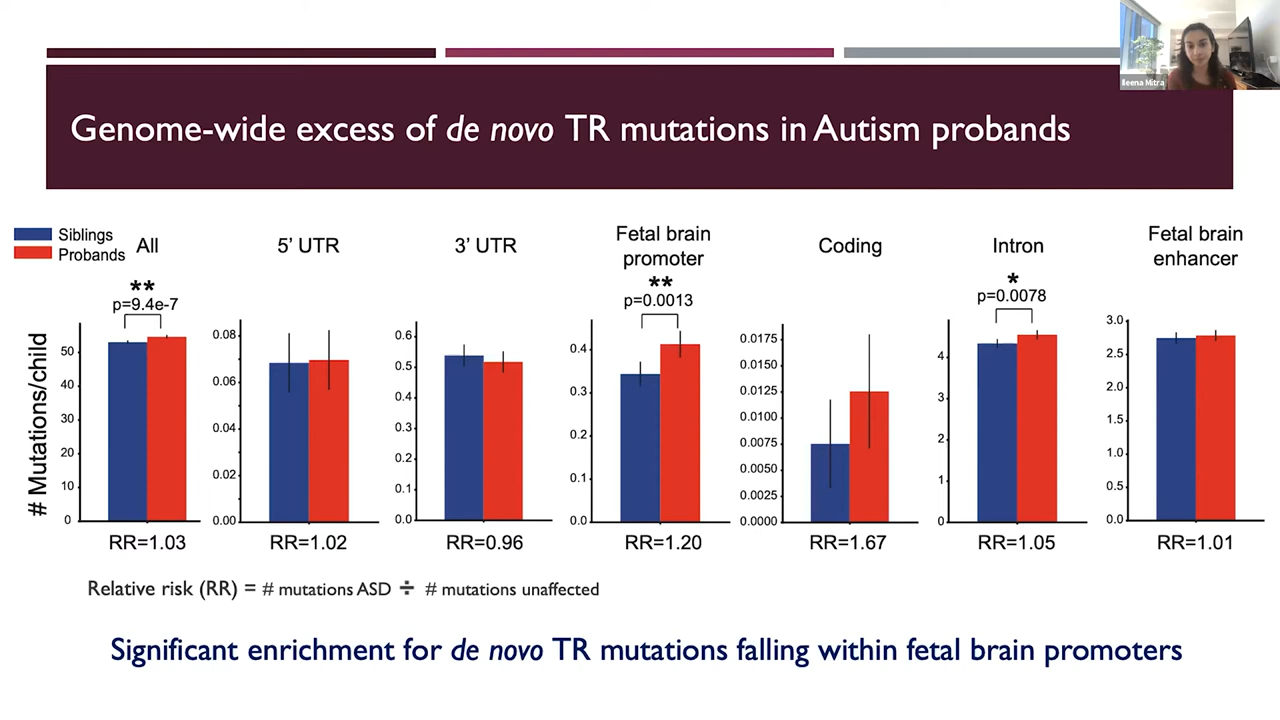 Ileena Mitra
Genome-wide excess of de novo TR mutations in Autism probands
Siblings
Probands
# Mutations/child
All
**
p=9.4e-7
50
40
30
20
10
0
RR=1.03
5’ UTR
0.08
0.06
0.04
0.02
0.00
RR=1.02
3’ UTR
0.6
0.5
0.4
0.3
0.2
0.1
0.0
RR=0.96
Fetal brain
promoter
**
p=0.0013
0.4
0.3
0.2
0.1
0.0
RR=1.20
Coding
0.0175
0.0150
0.0125
0.0100
0.0075
0.0050
0.0025
0.0000
RR=1.67
Intron
*
p=0.0078
4
3
2
1
0
RR=1.05
Fetal brain
enhancer
3.0
2.5
2.0
1.5
1.0
0.5
0.0
RR=1.01
Relative risk (RR) = # mutations ASD ÷ # mutations unaffected
Significant enrichment for de novo TR mutations falling within fetal brain promoters